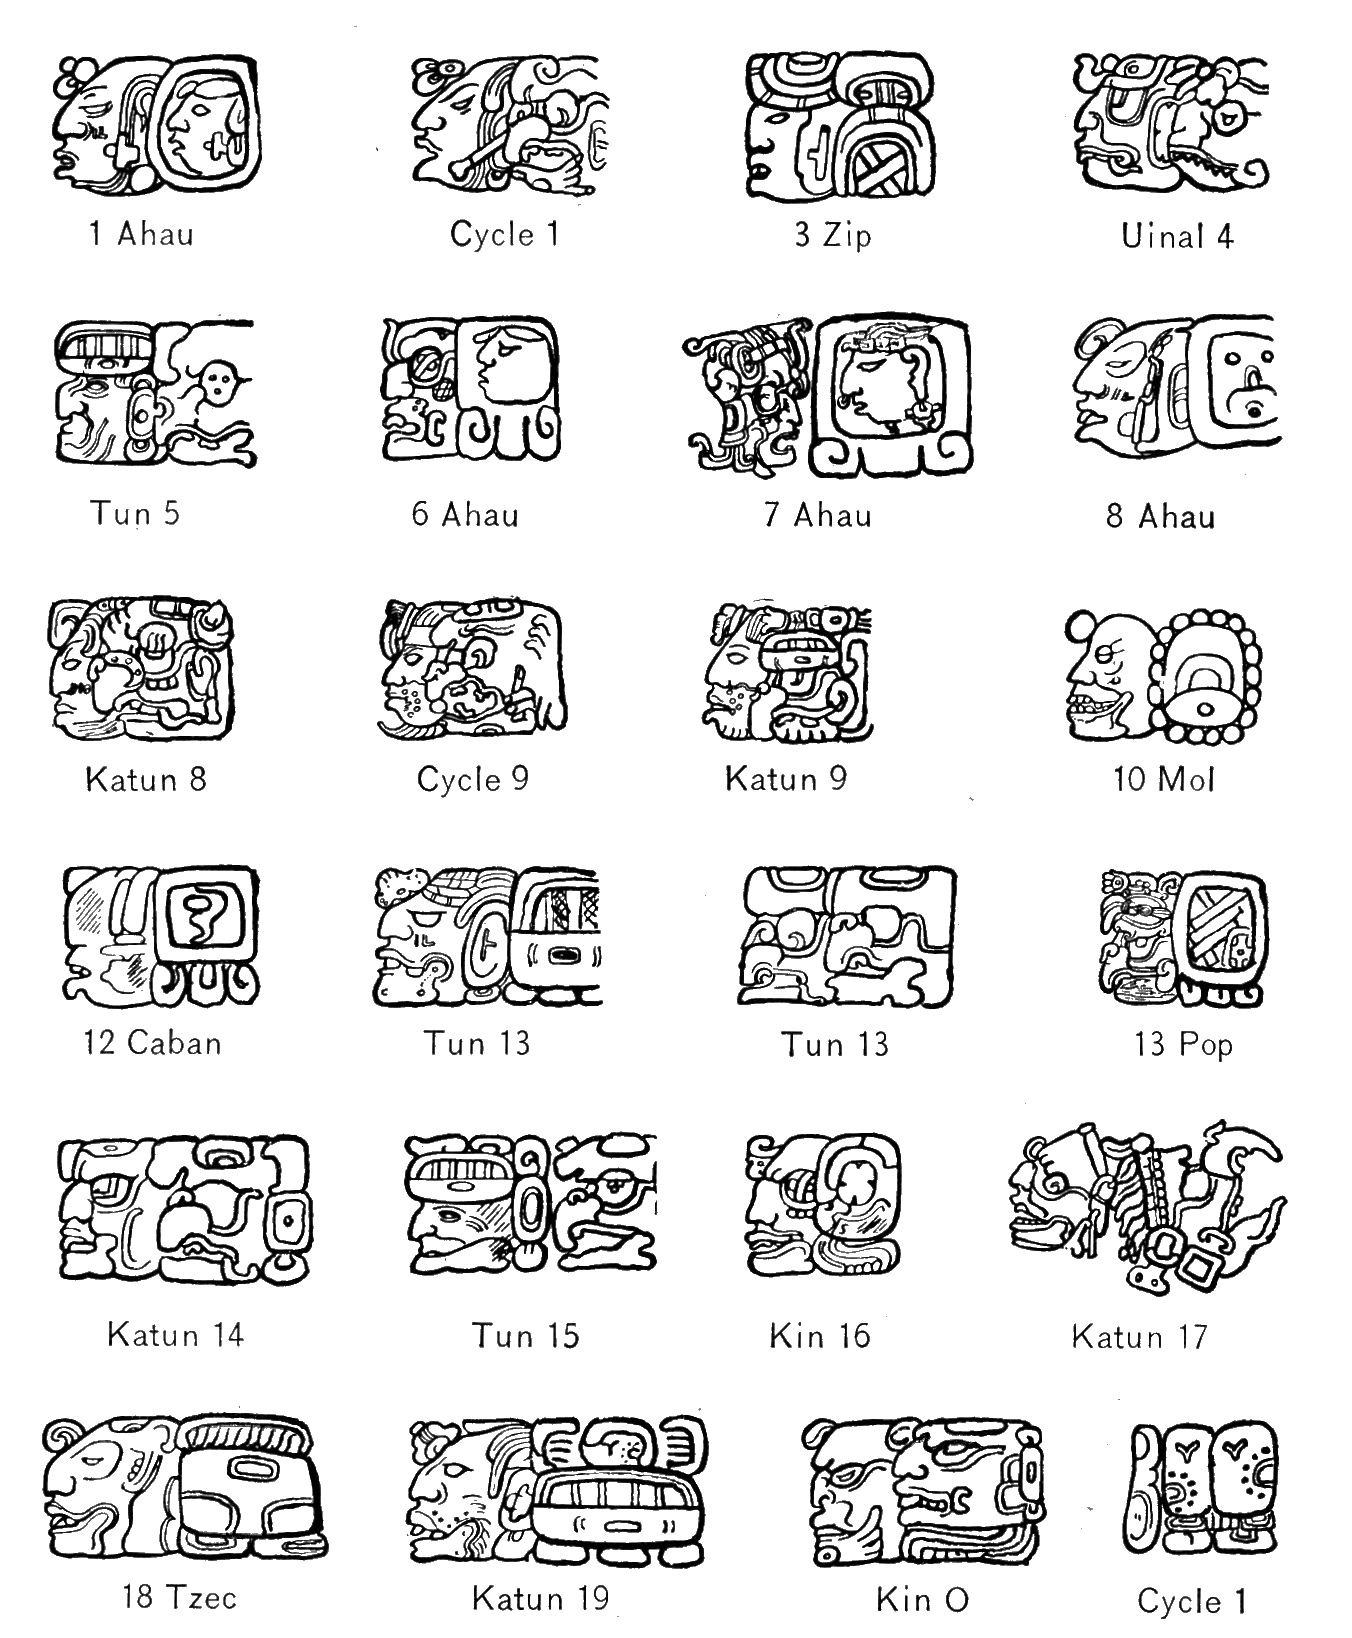 1 Ahau
Cycle 1
3 Zip
Uinal 4
Tun 5
6 Ahau
7 Ahau
8 Ahau
Katun 8
Cycle 9
Katun 9
10 Mol
12 Caban
Tun 13
Tun 13
13 Pop
Katun 14
Tun 15
Kin 16
Katun 17
18 Tzec
Katun 19
Kin O
Cycle 1